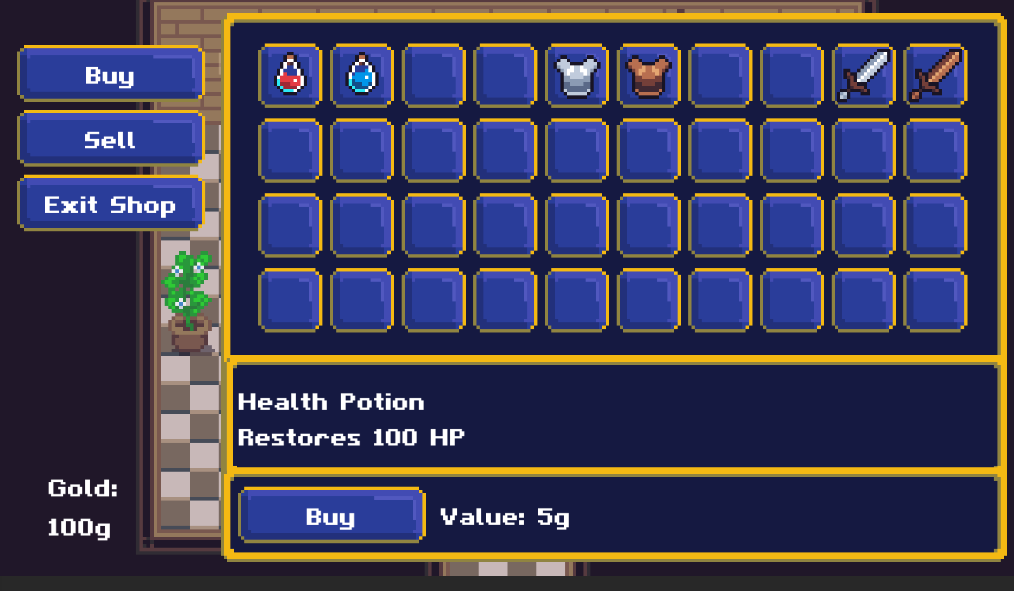 Buy
Sell
Exit Shop
Health Potion
Restores 100 HP
Gold:
100g
Buy
Value: 5g